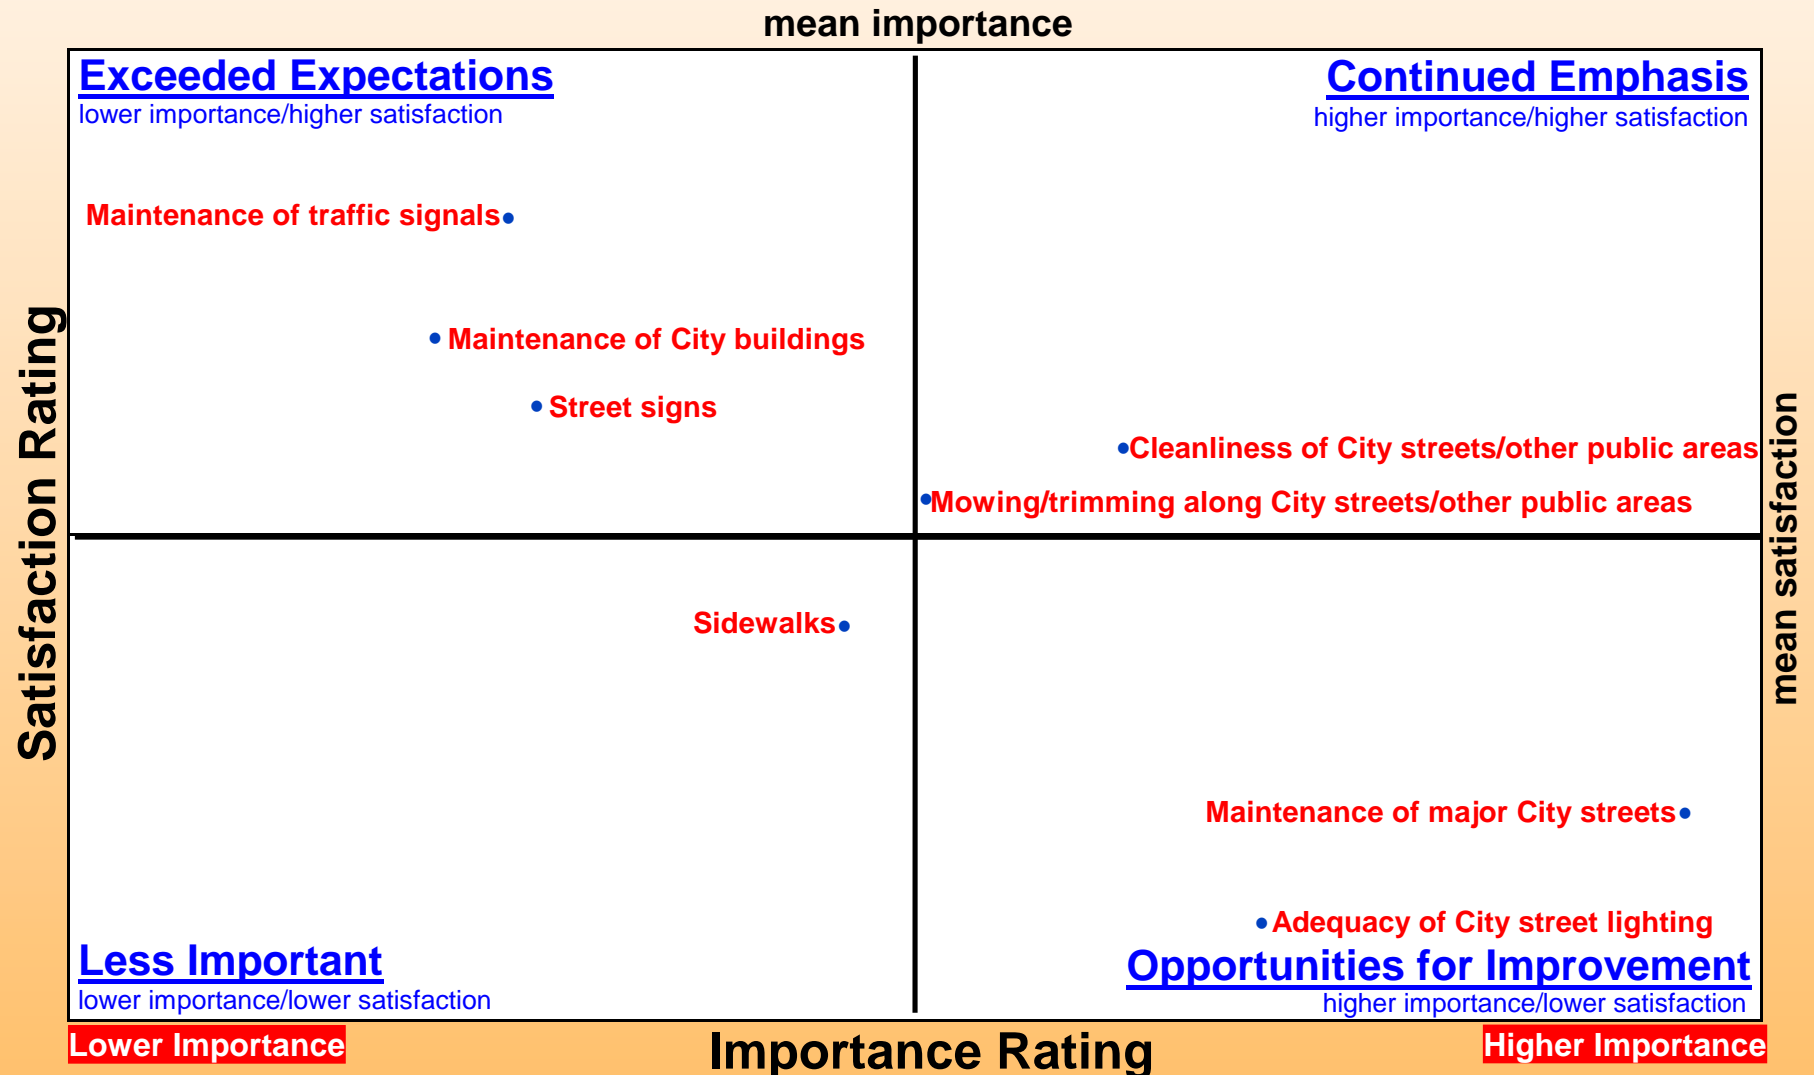 mean importance
Exceeded Expectations
lower importance/higher satisfaction
Continued Emphasis
higher importance/higher satisfaction
Maintenance of traffic signals
Maintenance of City buildings
Street signs
Cleanliness of City streets/other public areas
Mowing/trimming along City streets/other public areas
Satisfaction Rating
mean satisfaction
Sidewalks
Maintenance of major City streets
Adequacy of City street lighting
Less Important
lower importance/lower satisfaction
Opportunities for Improvement
higher importance/lower satisfaction
Lower Importance
Importance Rating
Higher Importance